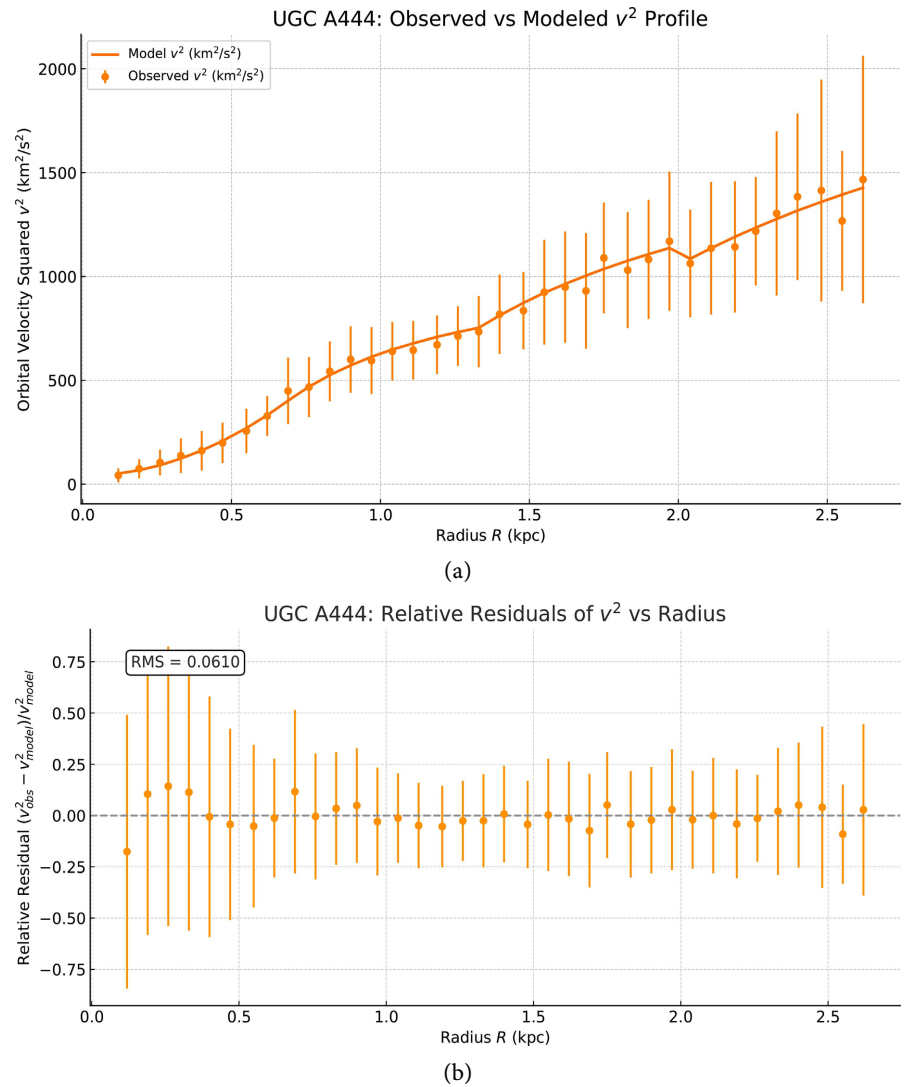 UGC A444: Observed vs Modeled v² Profile
Model v² (km²/s²)
Observed v² (km²/s²)
Orbital Velocity Squared v² (km²/s²)
2000
1500
1000
500
0
0.0 0.5 1.0 1.5 2.0 2.5
Radius R (kpc)
(a)
UGC A444: Relative Residuals of v² vs Radius
RMS = 0.0610
Relative Residual (v²obs − v²model)/v²model
0.75
0.50
0.25
0.00
−0.25
−0.50
−0.75
0.0 0.5 1.0 1.5 2.0 2.5
Radius R (kpc)
(b)